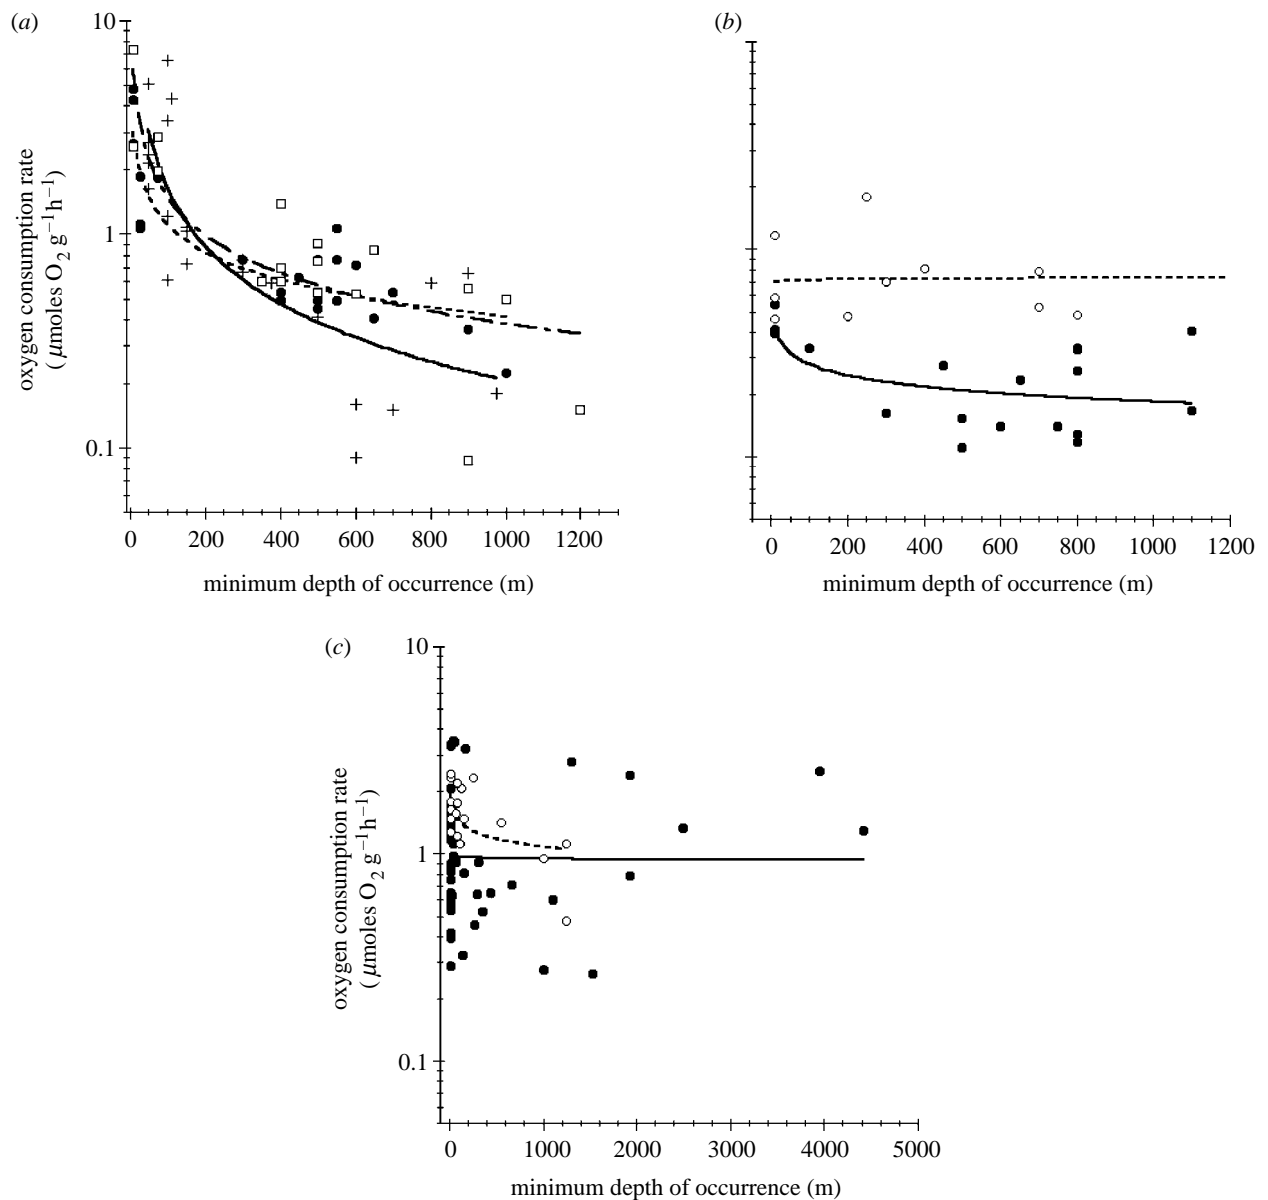 (a)
(b)
10
1
0.1
oxygen consumption rate
(μmoles O2 g−1h−1)
0 200 400 600 800 1000 1200
0 200 400 600 800 1000 1200
minimum depth of occurrence (m)
minimum depth of occurrence (m)
(c)
10
1
0.1
oxygen consumption rate
(μmoles O2 g−1h−1)
0 1000 2000 3000 4000 5000
minimum depth of occurrence (m)